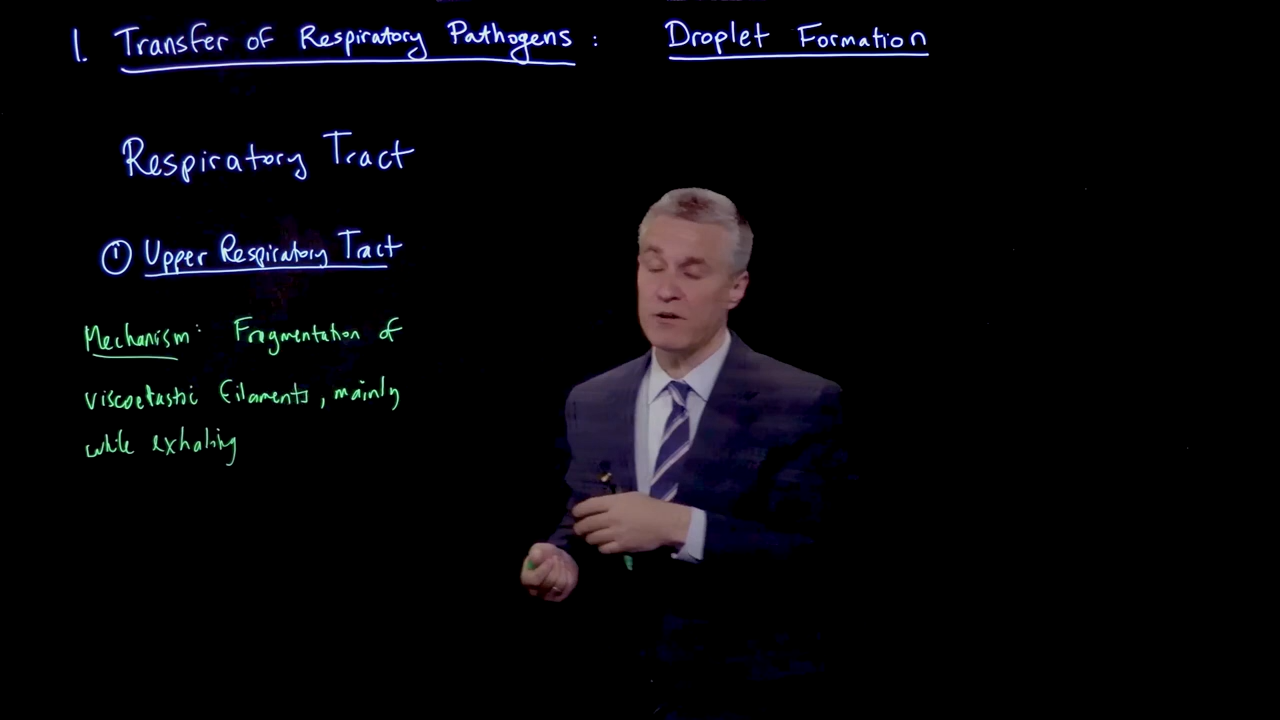 1. Transfer of Respiratory Pathogens : Droplet Formation
Respiratory Tract
① Upper Respiratory Tract
Mechanism: Fragmentation of
viscoelastic filaments, mainly
while exhaling